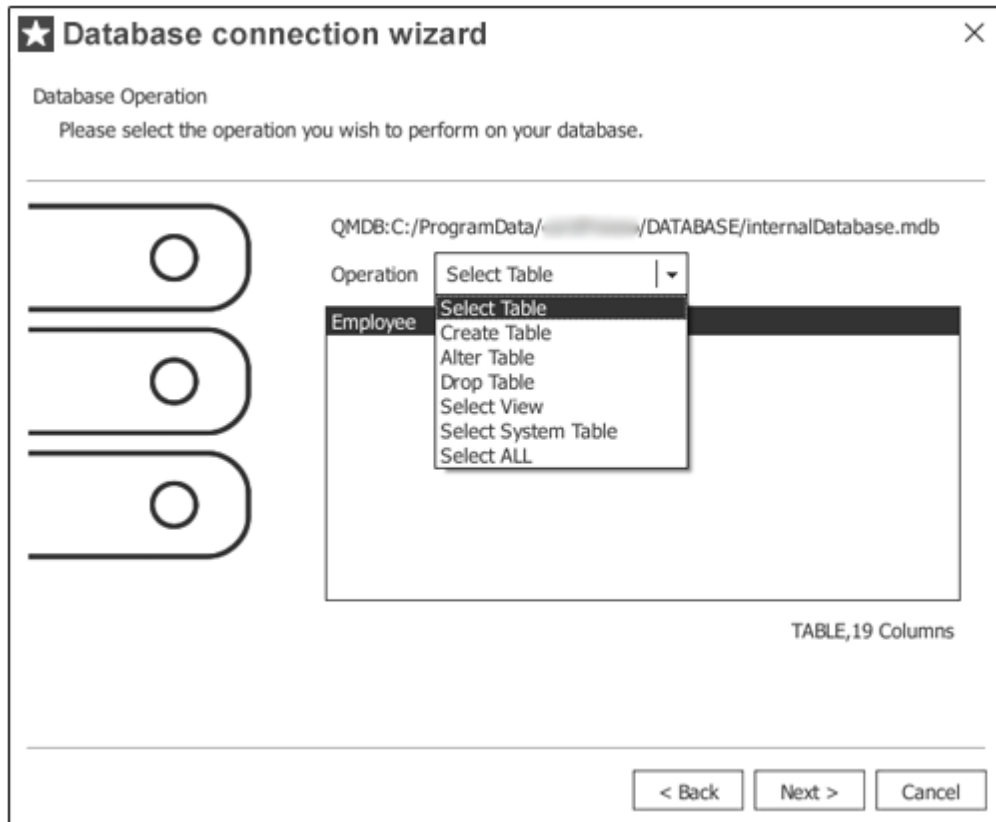 Database connection wizard
Database Operation
Please select the operation you wish to perform on your database.
QMDB:C:/ProgramData/ /DATABASE/internalDatabase.mdb
Operation Select Table
Employee
Select Table
Create Table
Alter Table
Drop Table
Select View
Select System Table
Select ALL
TABLE,19 Columns
< Back Next > Cancel